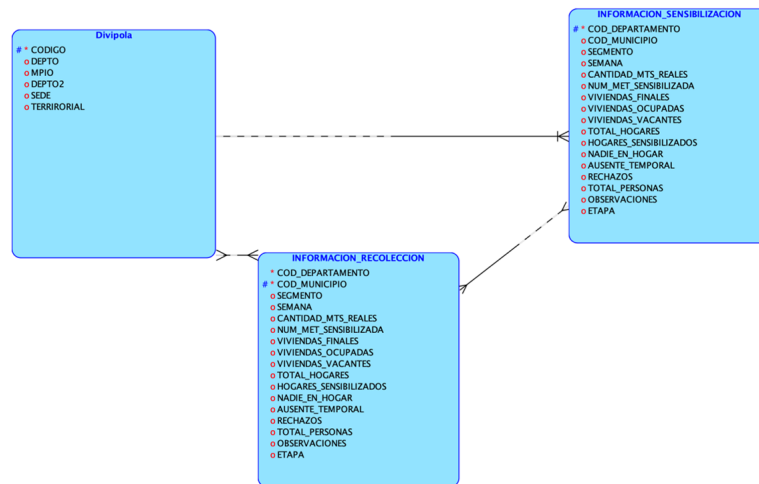 Divipola
# * CODIGO
o DEPTO
o MPIO
o DEPTO2
o SEDE
o TERRIRORIAL
INFORMACION_SENSIBILIZACION
# * COD_DEPARTAMENTO
o COD_MUNICIPIO
o SEGMENTO
o SEMANA
o CANTIDAD_MTS_REALES
o NUM_MET_SENSIBILIZADA
o VIVIENDAS_FINALES
o VIVIENDAS_OCUPADAS
o VIVIENDAS_VACANTES
o TOTAL_HOGARES
o HOGARES_SENSIBILIZADOS
o NADIE_EN_HOGAR
o AUSENTE_TEMPORAL
o RECHAZOS
o TOTAL_PERSONAS
o OBSERVACIONES
o ETAPA
INFORMACION_RECOLECCION
* COD_DEPARTAMENTO
# * COD_MUNICIPIO
o SEGMENTO
o SEMANA
o CANTIDAD_MTS_REALES
o NUM_MET_SENSIBILIZADA
o VIVIENDAS_FINALES
o VIVIENDAS_OCUPADAS
o VIVIENDAS_VACANTES
o TOTAL_HOGARES
o HOGARES_SENSIBILIZADOS
o NADIE_EN_HOGAR
o AUSENTE_TEMPORAL
o RECHAZOS
o TOTAL_PERSONAS
o OBSERVACIONES
o ETAPA